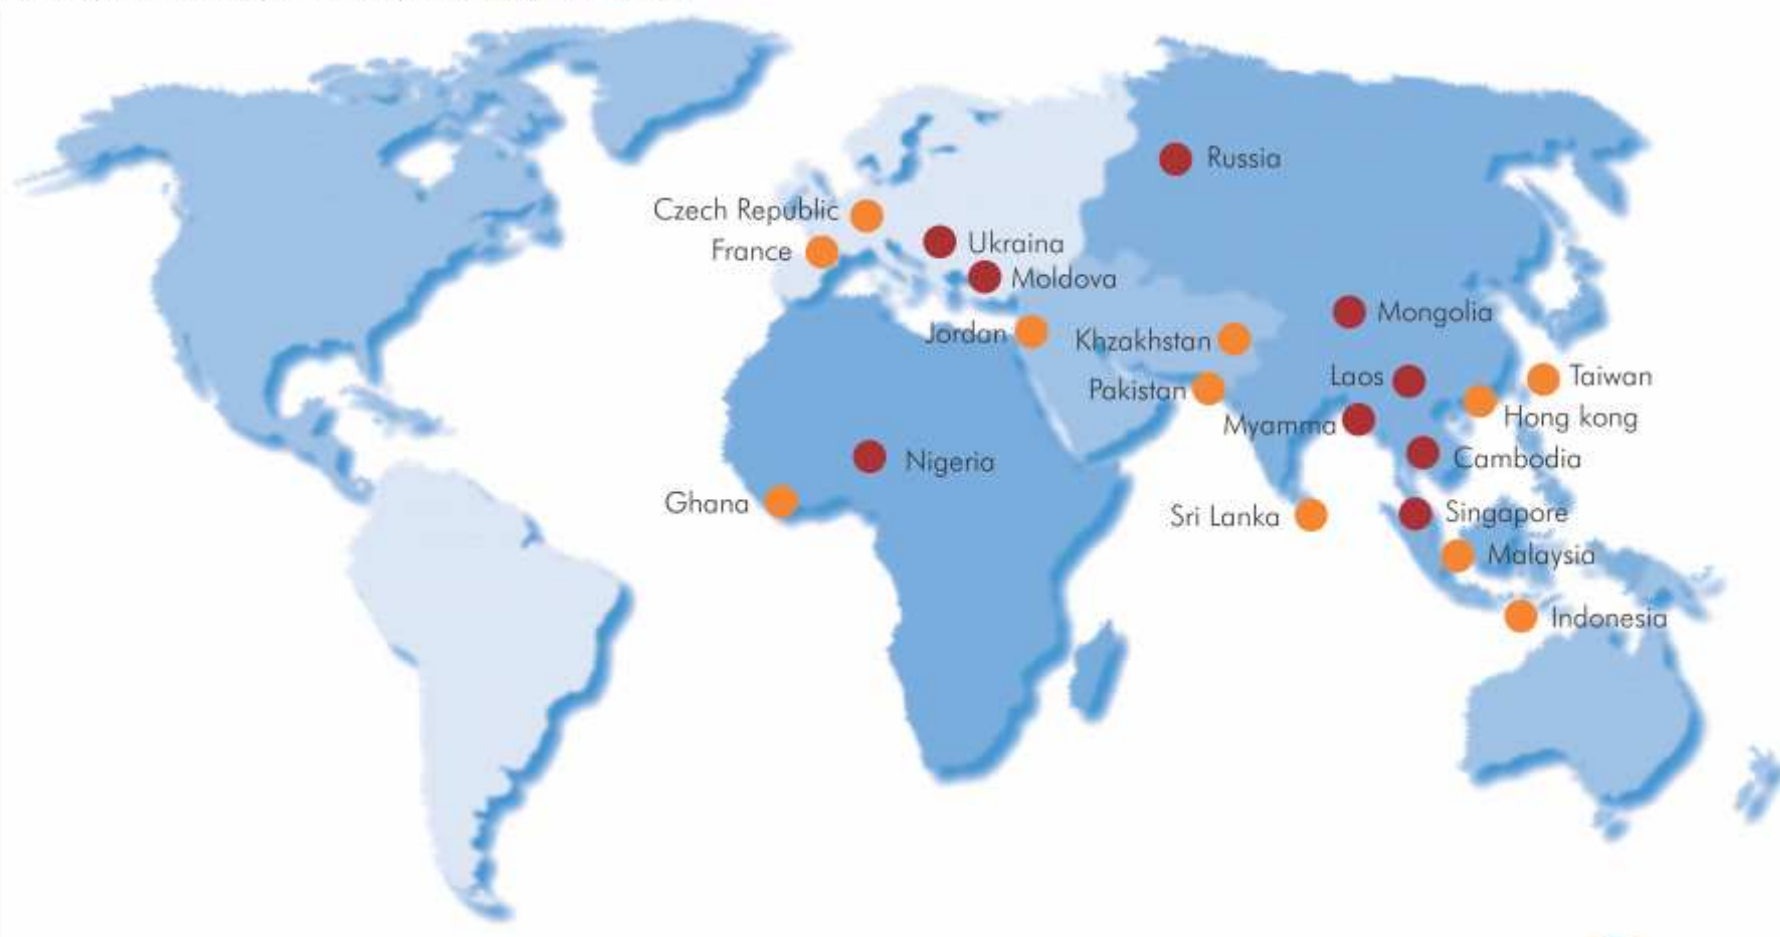 Russia
Czech Republic
Ukraina
France
Moldova
Mongolia
Jordan
Khzakhstan
Laos
Taiwan
Pakistan
Hong kong
Myamma
Cambodia
Nigeria
Ghana
Singapore
Sri Lanka
Malaysia
Indonesia